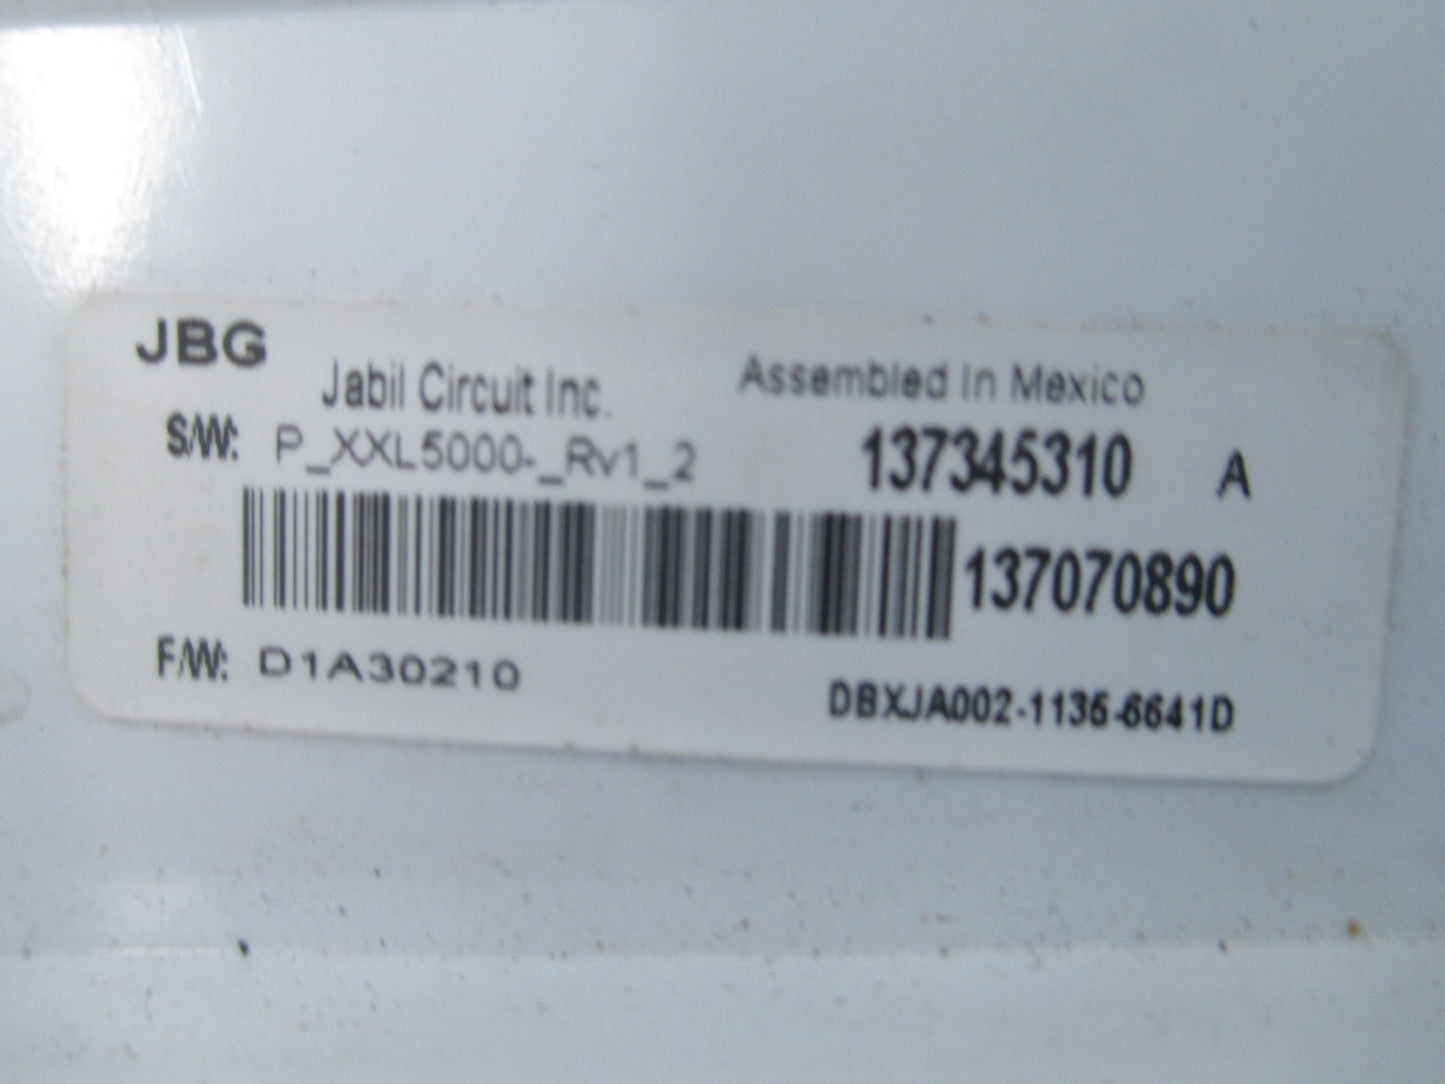 JBG
Jabil Circuit Inc. Assembled In Mexico
S/W: P_XXL5000-_Rv1_2 137345310 A
137070890
F/W: D1A30210
DBXJA002-1136-6641D